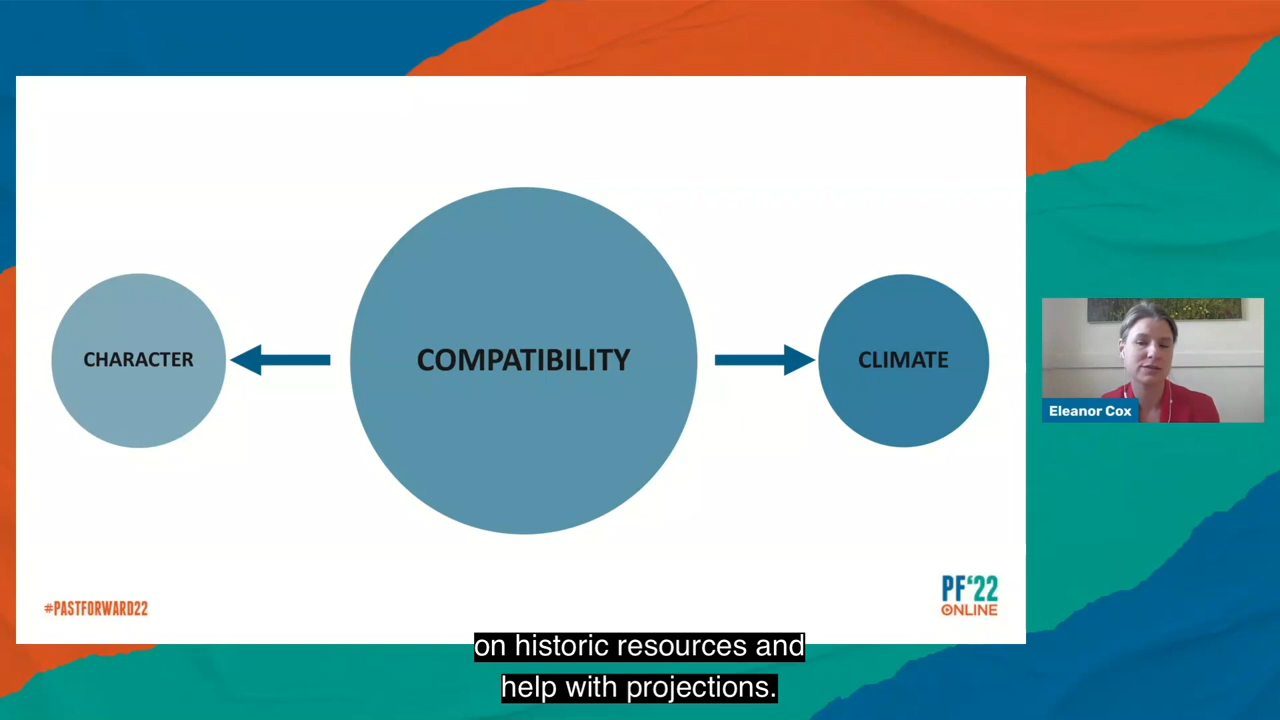 CHARACTER
COMPATIBILITY
CLIMATE
Eleanor Cox
#PASTFORWARD22
PF'22
ONLINE
on historic resources and
help with projections.